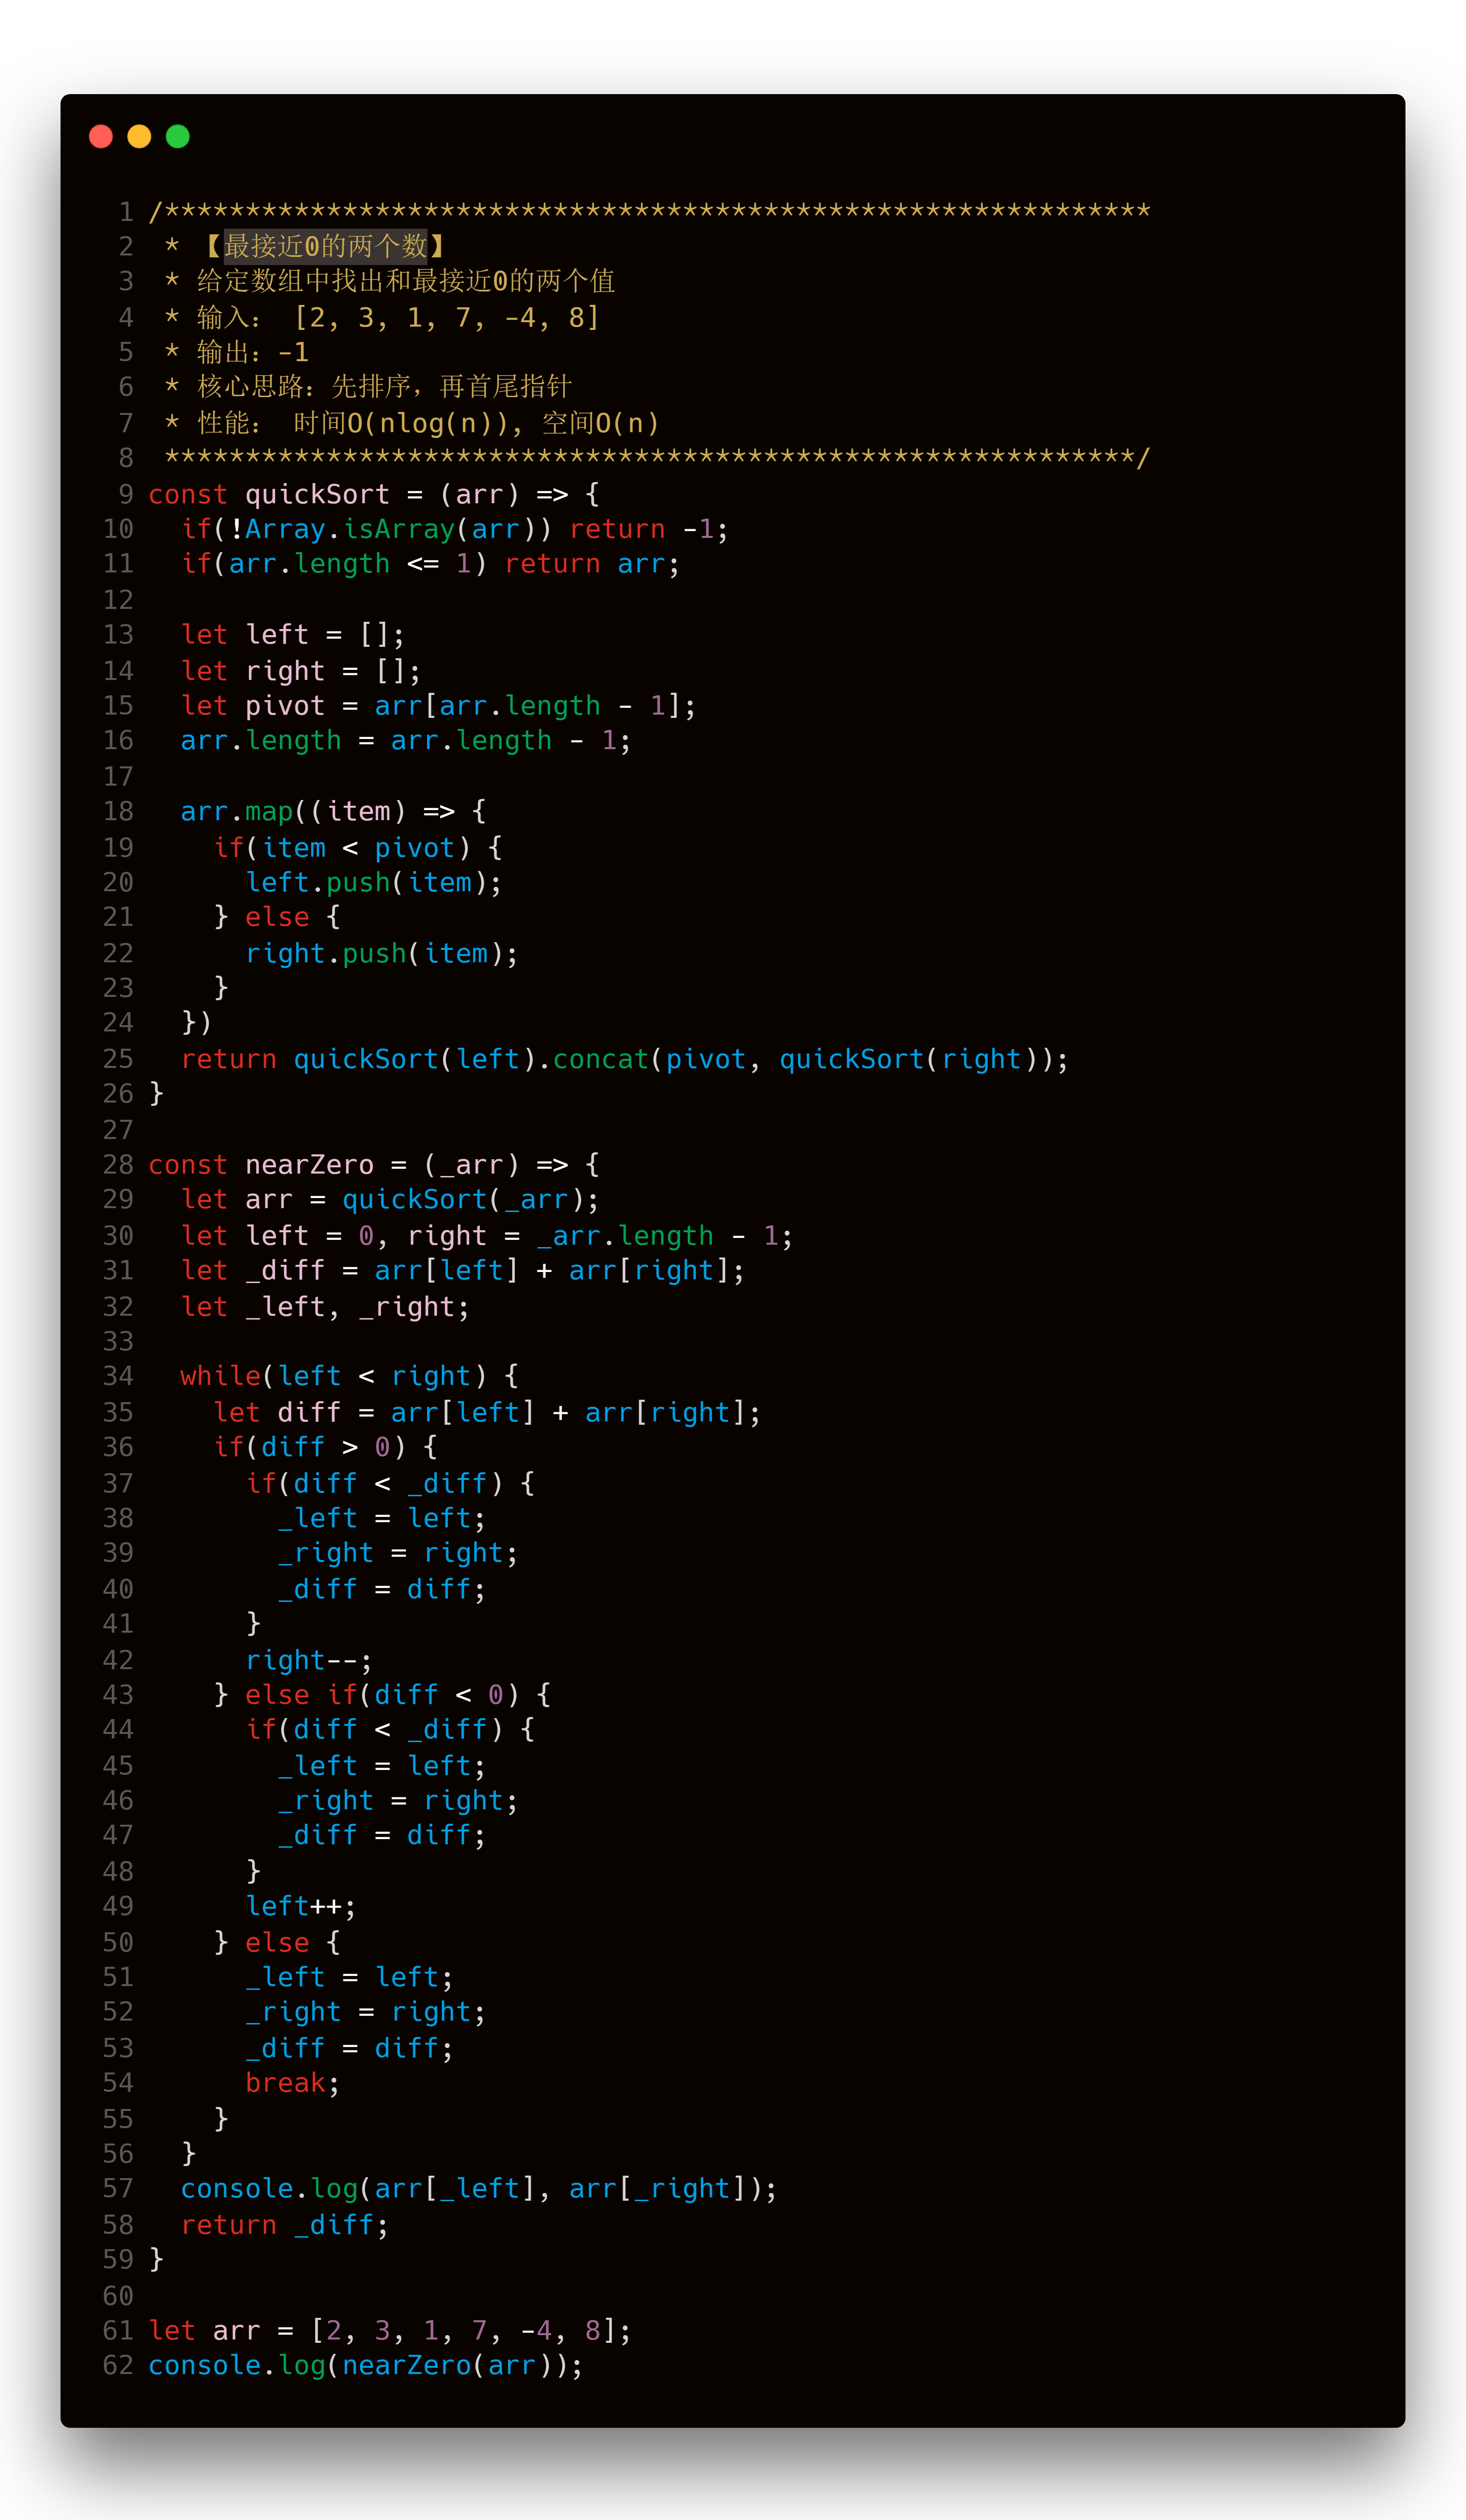 1 /*************************************************************
2  * 【最接近0的两个数】
3  * 给定数组中找出和最接近0的两个值
4  * 输入： [2, 3, 1, 7, -4, 8]
5  * 输出：-1
6  * 核心思路：先排序，再首尾指针
7  * 性能： 时间O(nlog(n))，空间O(n)
8  ************************************************************/
9 const quickSort = (arr) => {
10   if(!Array.isArray(arr)) return -1;
11   if(arr.length <= 1) return arr;
12
13   let left = [];
14   let right = [];
15   let pivot = arr[arr.length - 1];
16   arr.length = arr.length - 1;
17
18   arr.map((item) => {
19     if(item < pivot) {
20       left.push(item);
21     } else {
22       right.push(item);
23     }
24   })
25   return quickSort(left).concat(pivot, quickSort(right));
26 }
27
28 const nearZero = (_arr) => {
29   let arr = quickSort(_arr);
30   let left = 0, right = _arr.length - 1;
31   let _diff = arr[left] + arr[right];
32   let _left, _right;
33
34   while(left < right) {
35     let diff = arr[left] + arr[right];
36     if(diff > 0) {
37       if(diff < _diff) {
38         _left = left;
39         _right = right;
40         _diff = diff;
41       }
42       right--;
43     } else if(diff < 0) {
44       if(diff < _diff) {
45         _left = left;
46         _right = right;
47         _diff = diff;
48       }
49       left++;
50     } else {
51       _left = left;
52       _right = right;
53       _diff = diff;
54       break;
55     }
56   }
57   console.log(arr[_left], arr[_right]);
58   return _diff;
59 }
60
61 let arr = [2, 3, 1, 7, -4, 8];
62 console.log(nearZero(arr));